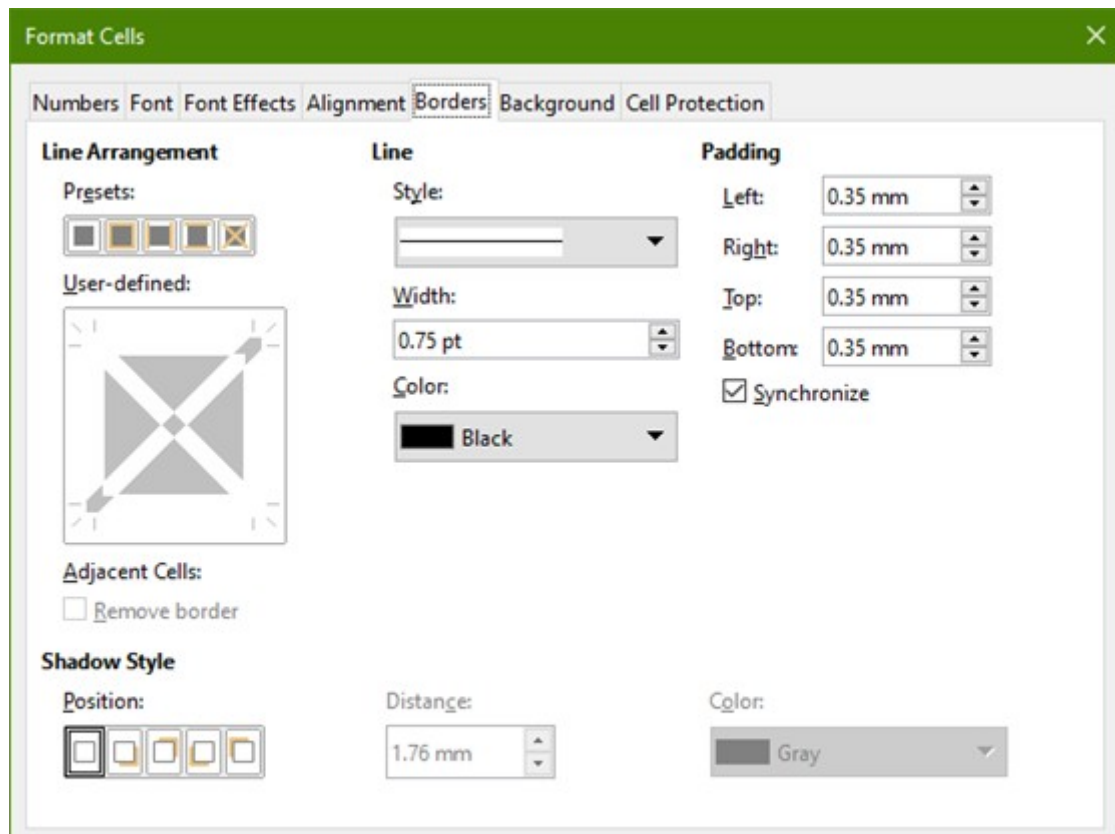 Format Cells
Numbers Font Font Effects Alignment Borders Background Cell Protection
Line Arrangement
Presets:
User-defined:
Adjacent Cells:
Remove border
Line
Style:
Width:
0.75 pt
Color:
Black
Padding
Left: 0.35 mm
Right: 0.35 mm
Top: 0.35 mm
Bottom: 0.35 mm
Synchronize
Shadow Style
Position:
Distance:
1.76 mm
Color:
Gray